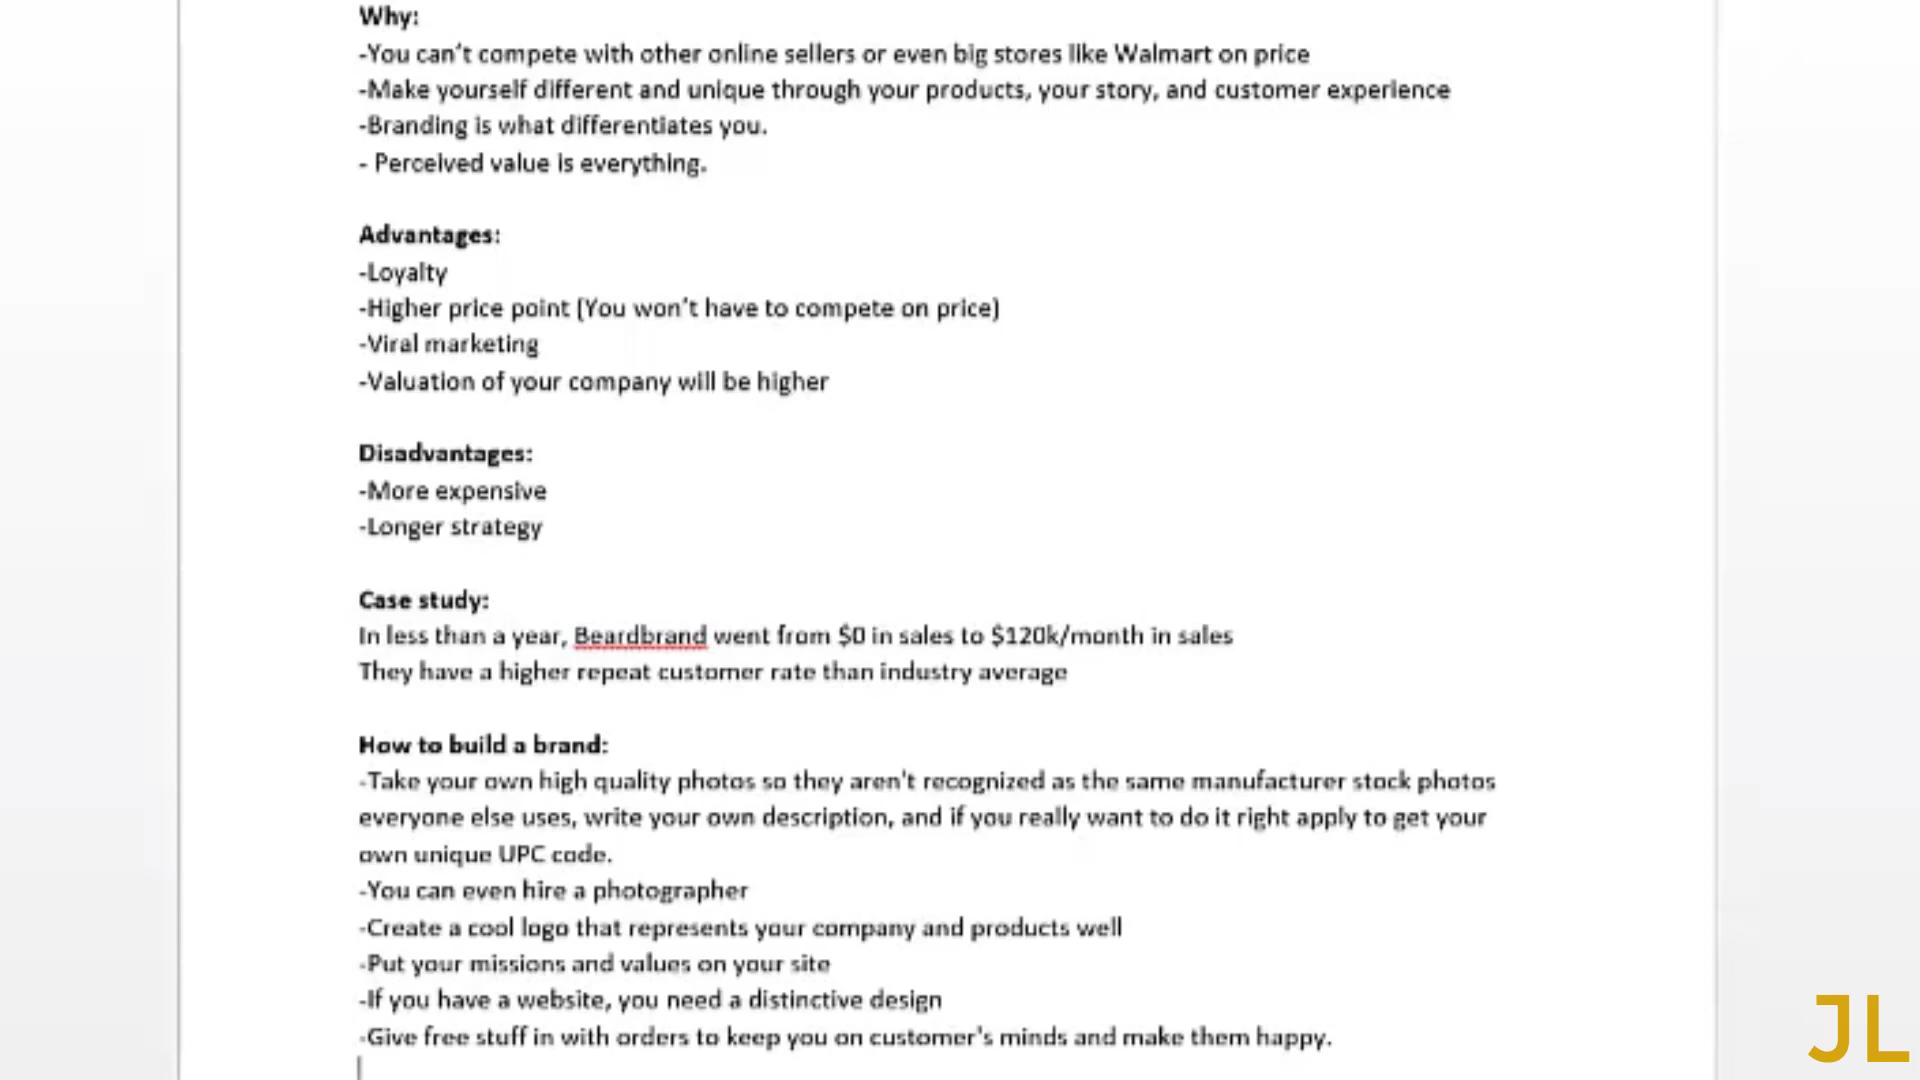 Why:
-You can't compete with other online sellers or even big stores like Walmart on price
-Make yourself different and unique through your products, your story, and customer experience
-Branding is what differentiates you.
- Perceived value is everything.
Advantages:
-Loyalty
-Higher price point (You won't have to compete on price)
-Viral marketing
-Valuation of your company will be higher
Disadvantages:
-More expensive
-Longer strategy
Case study:
In less than a year, Beardbrand went from $0 in sales to $120k/month in sales
They have a higher repeat customer rate than industry average
How to build a brand:
-Take your own high quality photos so they aren't recognized as the same manufacturer stock photos
everyone else uses, write your own description, and if you really want to do it right apply to get your
own unique UPC code.
-You can even hire a photographer
-Create a cool logo that represents your company and products well
-Put your missions and values on your site
-If you have a website, you need a distinctive design
-Give free stuff in with orders to keep you on customer's minds and make them happy.
JL